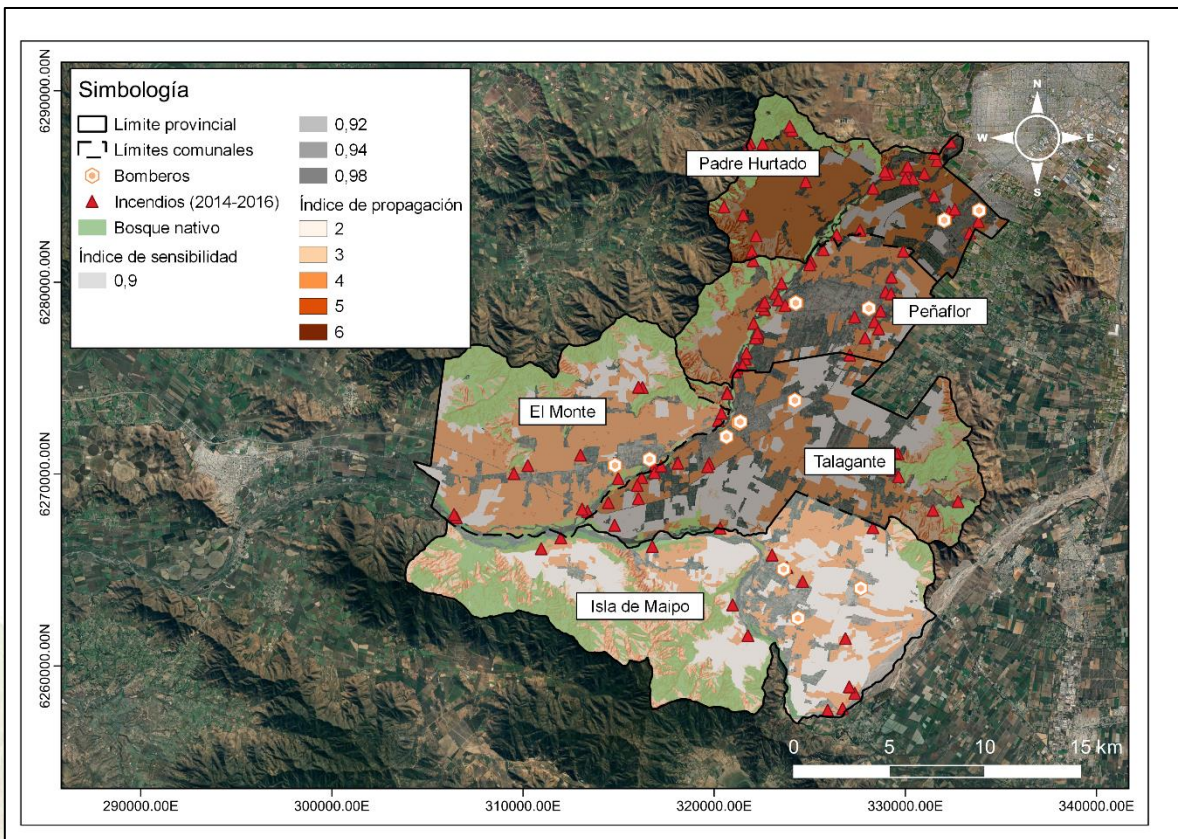 Simbología
Límite provincial
Límites comunales
Bomberos
Incendios (2014-2016)
Bosque nativo
Índice de sensibilidad
0,9
0,92
0,94
0,98
Índice de propagación
2
3
4
5
6
N
W E
S
Padre Hurtado
Peñaflor
El Monte
Talagante
Isla de Maipo
0 5 10 15 km
6290000.00N
6280000.00N
6270000.00N
6260000.00N
290000.00E 300000.00E 310000.00E 320000.00E 330000.00E 340000.00E